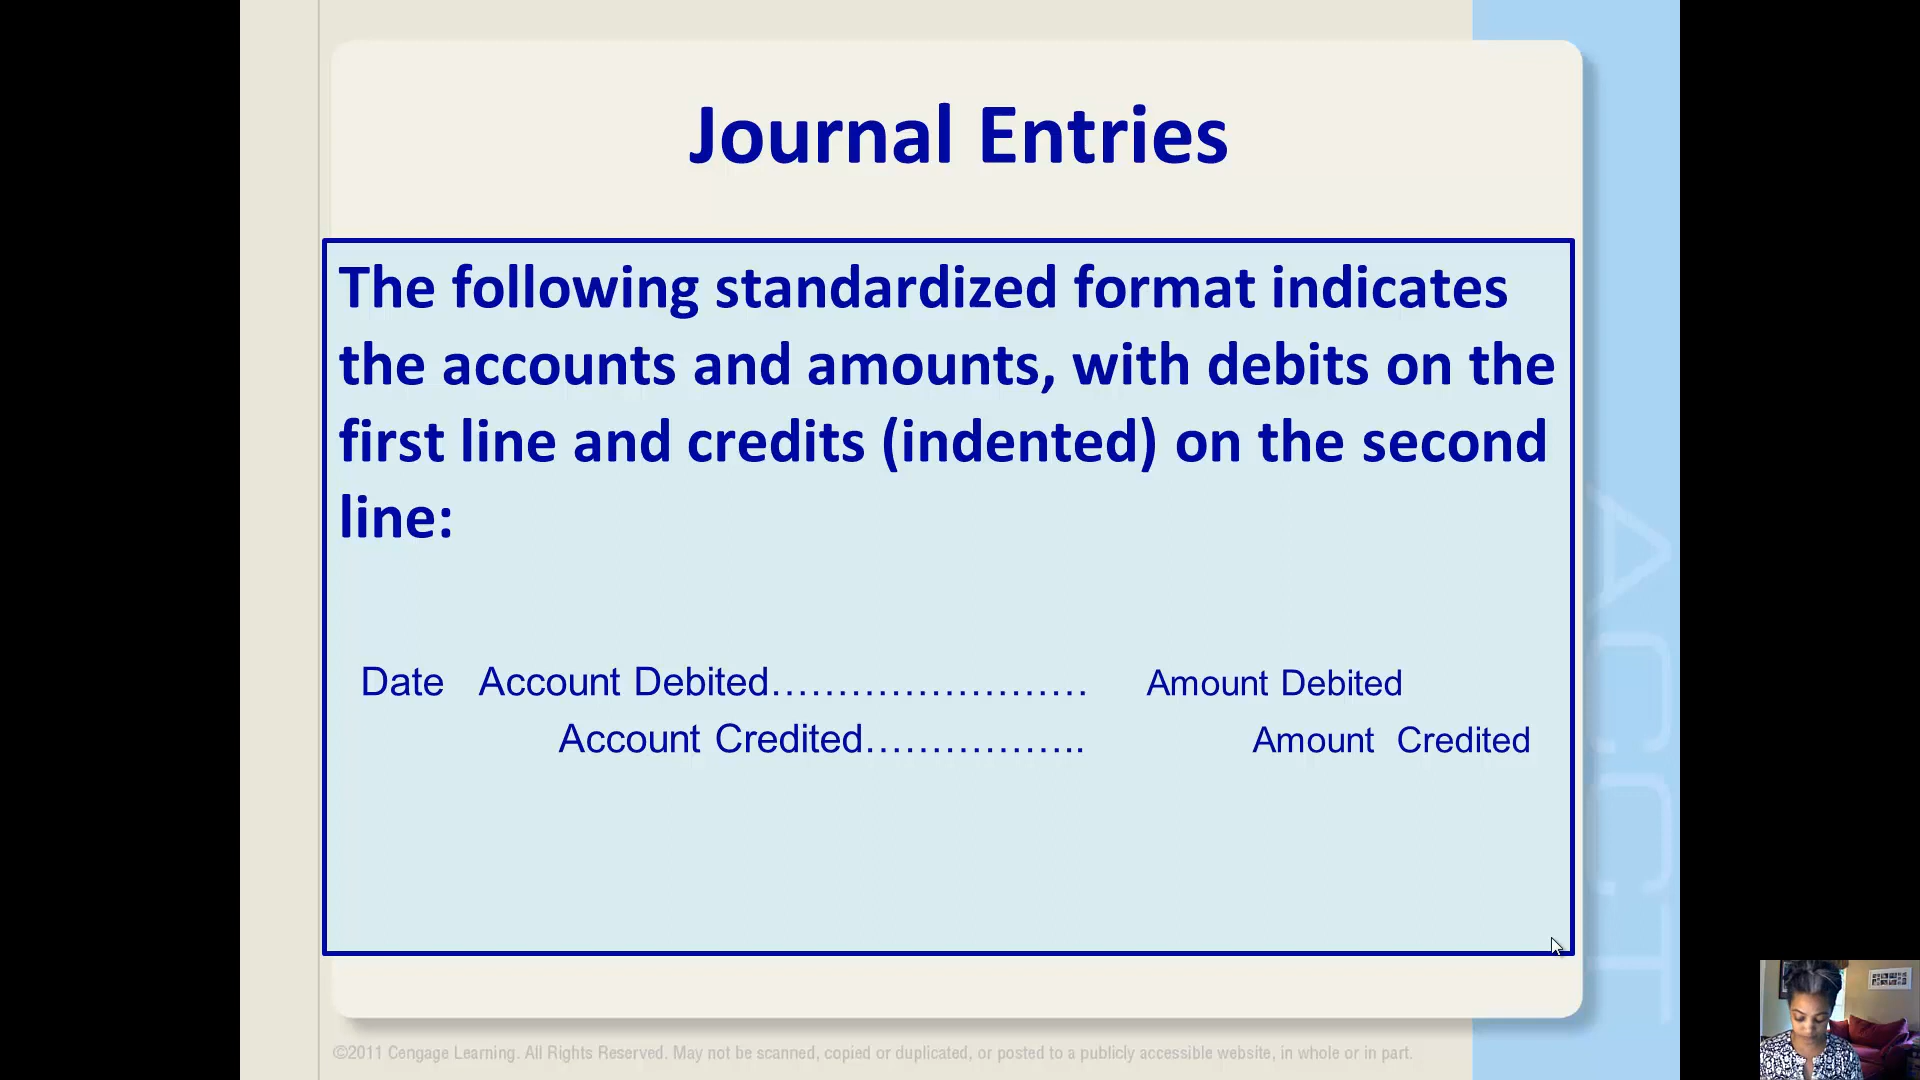 Journal Entries
The following standardized format indicates
the accounts and amounts, with debits on the
first line and credits (indented) on the second
line:
Date Account Debited........................ Amount Debited
Account Credited................. Amount Credited
ACCT
©2011 Cengage Learning. All Rights Reserved. May not be scanned, copied or duplicated, or posted to a publicly accessible website, in whole or in part.